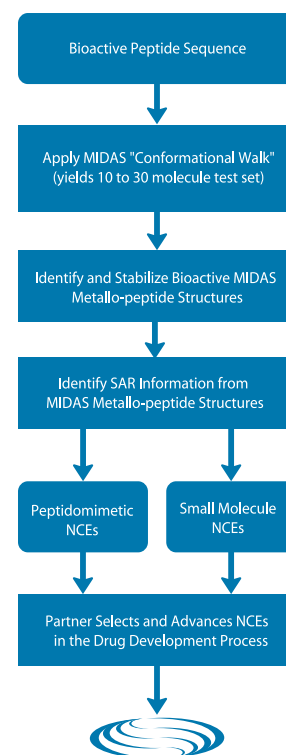 Bioactive Peptide Sequence
Apply MIDAS "Conformational Walk"
(yields 10 to 30 molecule test set)
Identify and Stabilize Bioactive MIDAS
Metallo-peptide Structures
Identify SAR Information from
MIDAS Metallo-peptide Structures
Peptidomimetic
NCEs
Small Molecule
NCEs
Partner Selects and Advances NCEs
in the Drug Development Process